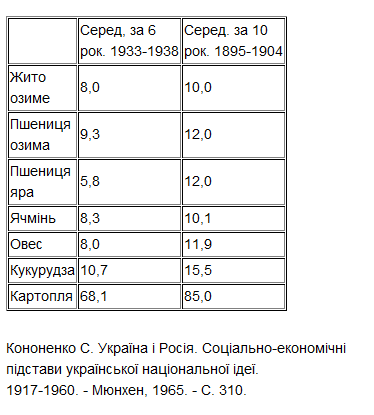 Серед, за 6 Серед. за 10
рок. 1933-1938 рок. 1895-1904
Жито
озиме 8,0 10,0
Пшениця
озима 9,3 12,0
Пшениця
яра 5,8 12,0
Ячмінь 8,3 10,1
Овес 8,0 11,9
Кукурудза 10,7 15,5
Картопля 68,1 85,0
Кононенко С. Україна і Росія. Соціально-економічні
підстави української національної ідеї.
1917-1960. - Мюнхен, 1965. - С. 310.